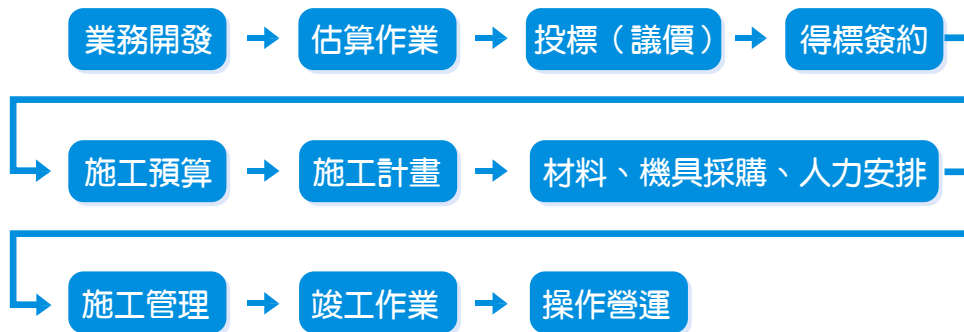 業務開發 估算作業 投標（議價） 得標簽約
施工預算 施工計畫 材料、機具採購、人力安排
施工管理 竣工作業 操作營運